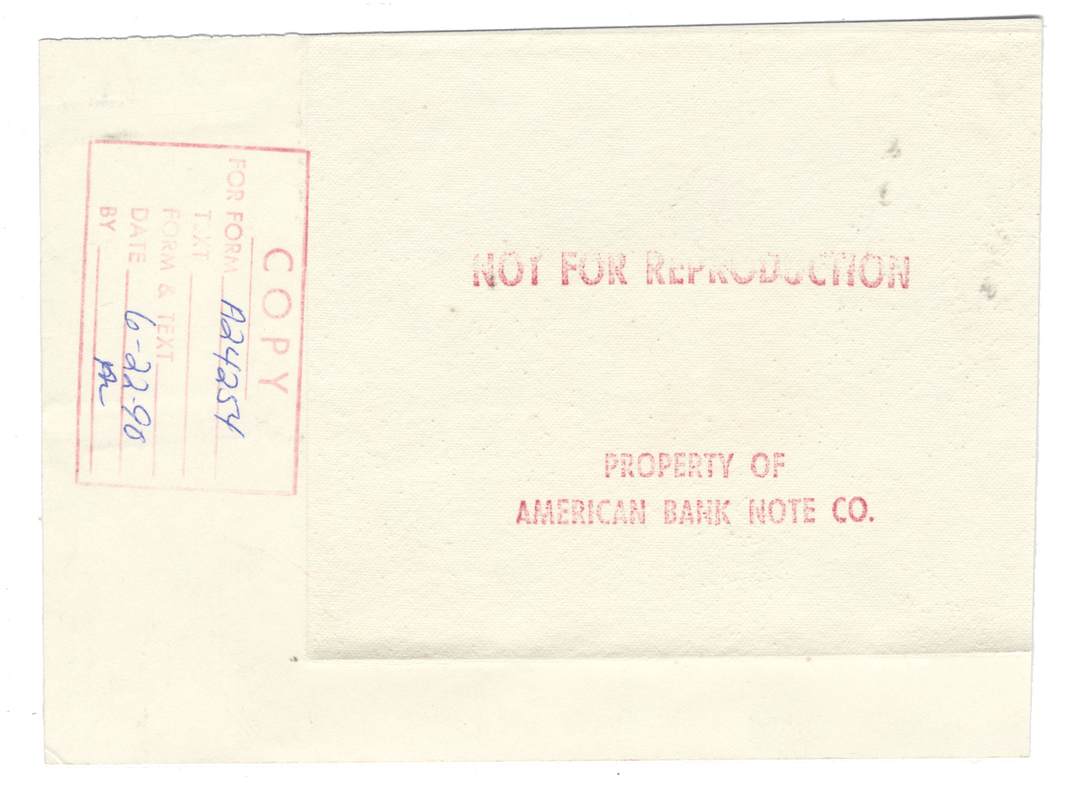 COPY
FOR FORM A24254
TEXT
FORM & TEXT
DATE 6-22-90
BY
NOT FOR REPRODUCTION
PROPERTY OF
AMERICAN BANK NOTE CO.